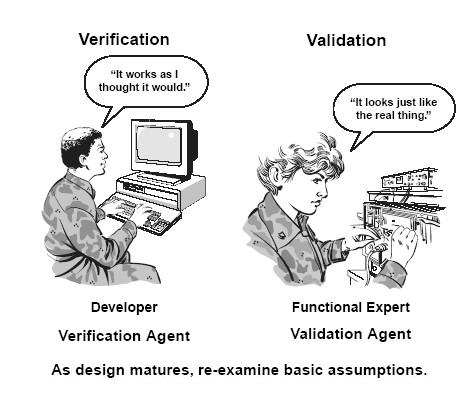 Verification
Validation
“It works as I
thought it would.”
“It looks just like
the real thing.”
Developer
Functional Expert
Verification Agent
Validation Agent
As design matures, re-examine basic assumptions.